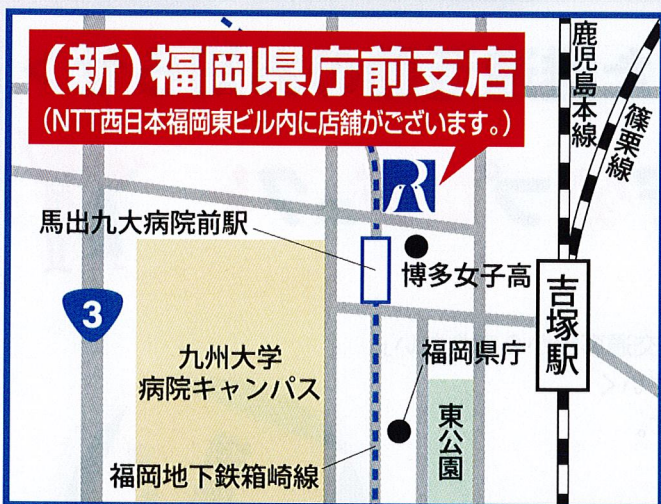 (新)福岡県庁前支店
(NTT西日本福岡東ビル内に店舗がございます。)
鹿児島本線
篠栗線
馬出九大病院前駅
博多女子高
3
吉塚駅
九州大学
病院キャンパス
福岡県庁
東公園
福岡地下鉄箱崎線